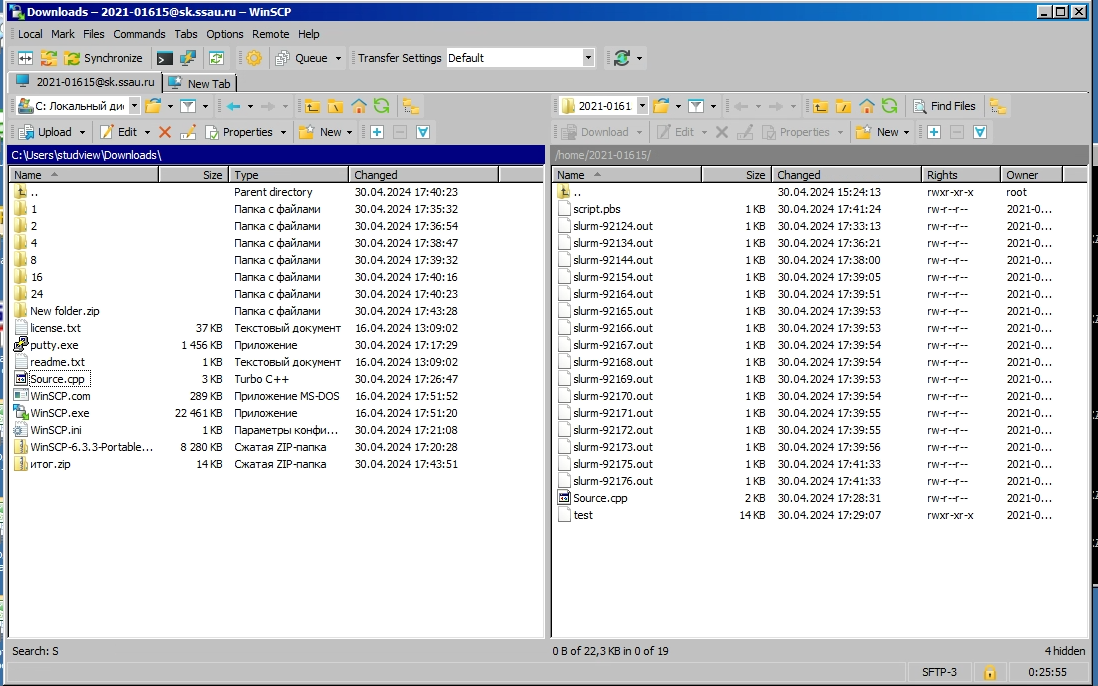 Downloads – 2021-01615@sk.ssau.ru – WinSCP
Local Mark Files Commands Tabs Options Remote Help
Synchronize Queue Transfer Settings Default
2021-01615@sk.ssau.ru New Tab
C: Локальный ди 2021-0161 Find Files
Upload Edit Properties New Download Edit Properties New
C:\Users\studview\Downloads\ /home/2021-01615/
Name Size Type Changed Name Size Changed Rights Owner
.. Parent directory 30.04.2024 17:40:23 .. 30.04.2024 15:24:13 rwxr-xr-x root
1 Папка с файлами 30.04.2024 17:35:32 script.pbs 1 KB 30.04.2024 17:41:24 rw-r--r-- 2021-0...
2 Папка с файлами 30.04.2024 17:36:54 slurm-92124.out 1 KB 30.04.2024 17:33:13 rw-r--r-- 2021-0...
4 Папка с файлами 30.04.2024 17:38:47 slurm-92134.out 1 KB 30.04.2024 17:36:21 rw-r--r-- 2021-0...
8 Папка с файлами 30.04.2024 17:39:32 slurm-92144.out 1 KB 30.04.2024 17:38:00 rw-r--r-- 2021-0...
16 Папка с файлами 30.04.2024 17:40:16 slurm-92154.out 1 KB 30.04.2024 17:39:05 rw-r--r-- 2021-0...
24 Папка с файлами 30.04.2024 17:40:23 slurm-92164.out 1 KB 30.04.2024 17:39:51 rw-r--r-- 2021-0...
New folder.zip Папка с файлами 30.04.2024 17:43:28 slurm-92165.out 1 KB 30.04.2024 17:39:53 rw-r--r-- 2021-0...
license.txt 37 KB Текстовый документ 16.04.2024 13:09:02 slurm-92166.out 1 KB 30.04.2024 17:39:53 rw-r--r-- 2021-0...
putty.exe 1 456 KB Приложение 30.04.2024 17:17:29 slurm-92167.out 1 KB 30.04.2024 17:39:54 rw-r--r-- 2021-0...
readme.txt 1 KB Текстовый документ 16.04.2024 13:09:02 slurm-92168.out 1 KB 30.04.2024 17:39:54 rw-r--r-- 2021-0...
Source.cpp 3 KB Turbo C++ 30.04.2024 17:26:47 slurm-92169.out 1 KB 30.04.2024 17:39:53 rw-r--r-- 2021-0...
WinSCP.com 289 KB Приложение MS-DOS 16.04.2024 17:51:52 slurm-92170.out 1 KB 30.04.2024 17:39:54 rw-r--r-- 2021-0...
WinSCP.exe 22 461 KB Приложение 16.04.2024 17:51:20 slurm-92171.out 1 KB 30.04.2024 17:39:55 rw-r--r-- 2021-0...
WinSCP.ini 1 KB Параметры конфи... 30.04.2024 17:21:08 slurm-92172.out 1 KB 30.04.2024 17:39:55 rw-r--r-- 2021-0...
WinSCP-6.3.3-Portable... 8 280 KB Сжатая ZIP-папка 30.04.2024 17:20:28 slurm-92173.out 1 KB 30.04.2024 17:39:56 rw-r--r-- 2021-0...
итог.zip 14 KB Сжатая ZIP-папка 30.04.2024 17:43:51 slurm-92175.out 1 KB 30.04.2024 17:41:33 rw-r--r-- 2021-0...
slurm-92176.out 1 KB 30.04.2024 17:41:33 rw-r--r-- 2021-0...
Source.cpp 2 KB 30.04.2024 17:28:31 rw-r--r-- 2021-0...
test 14 KB 30.04.2024 17:29:07 rwxr-xr-x 2021-0...
Search: S 0 B of 22,3 KB in 0 of 19 4 hidden
SFTP-3 0:25:55